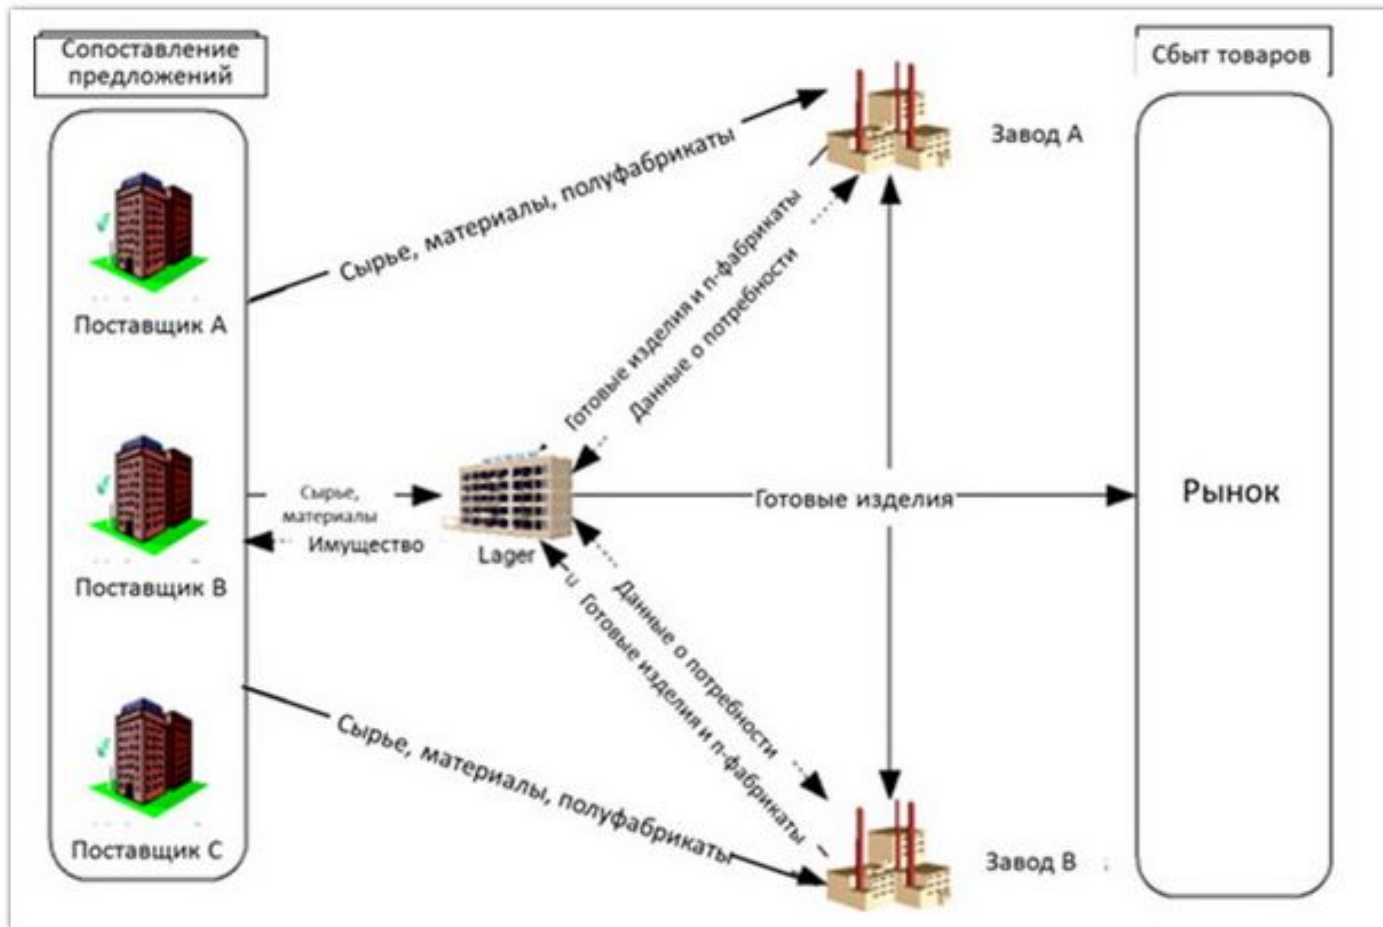 Сопоставление
предложений
Сбыт товаров
Завод А
Сырье, материалы, полуфабрикаты
Готовые изделия и п-фабрикаты
Данные о потребности
Поставщик А
Сырье,
материалы
Имущество
Lager
Готовые изделия
Рынок
Поставщик В
Данные о потребности
и Готовые изделия и п-фабрикаты
Сырье, материалы, полуфабрикаты
Поставщик С
Завод В